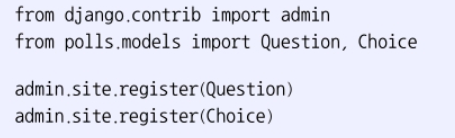 from django.contrib import admin
from polls.models import Question, Choice

admin.site.register(Question)
admin.site.register(Choice)